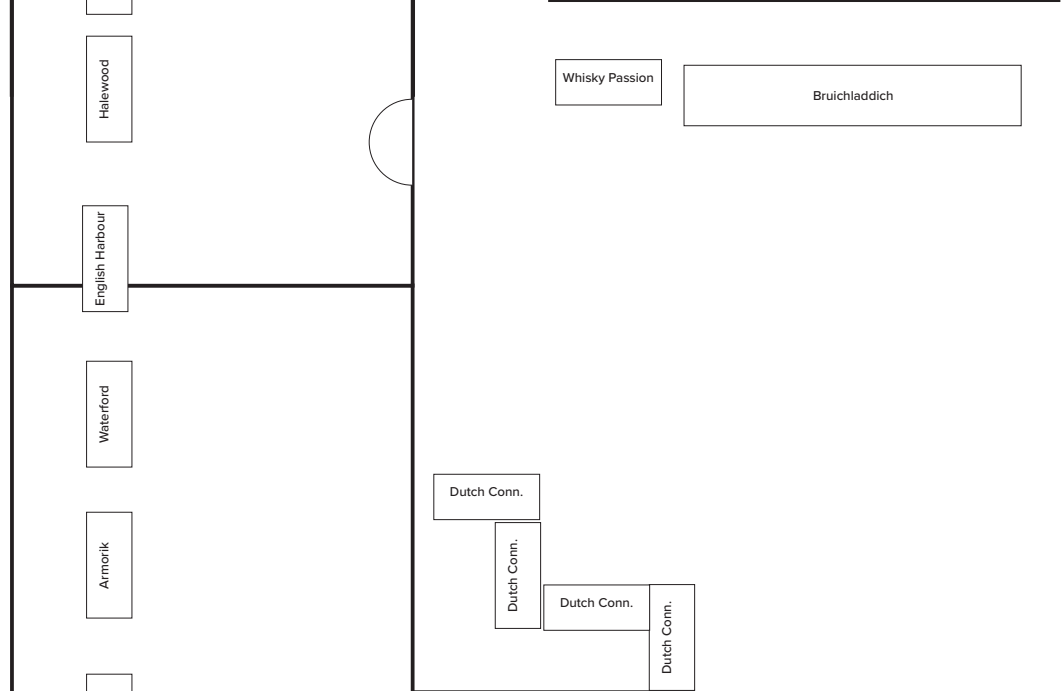 Halewood
English Harbour
Waterford
Armorik
Whisky Passion
Bruichladdich
Dutch Conn.
Dutch Conn.
Dutch Conn.
Dutch Conn.